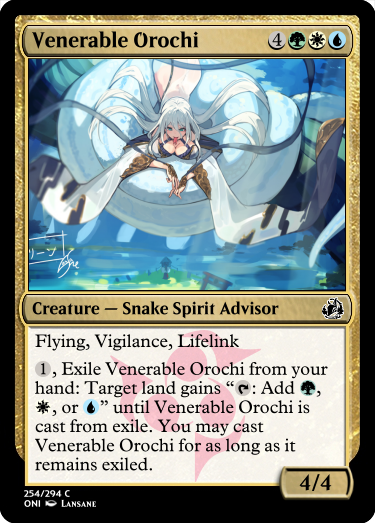 Venerable Orochi 4
Creature — Snake Spirit Advisor
Flying, Vigilance, Lifelink
1, Exile Venerable Orochi from your
hand: Target land gains “: Add ,
, or ” until Venerable Orochi is
cast from exile. You may cast
Venerable Orochi for as long as it
remains exiled.
4/4
254/294 C
ONI Lansane